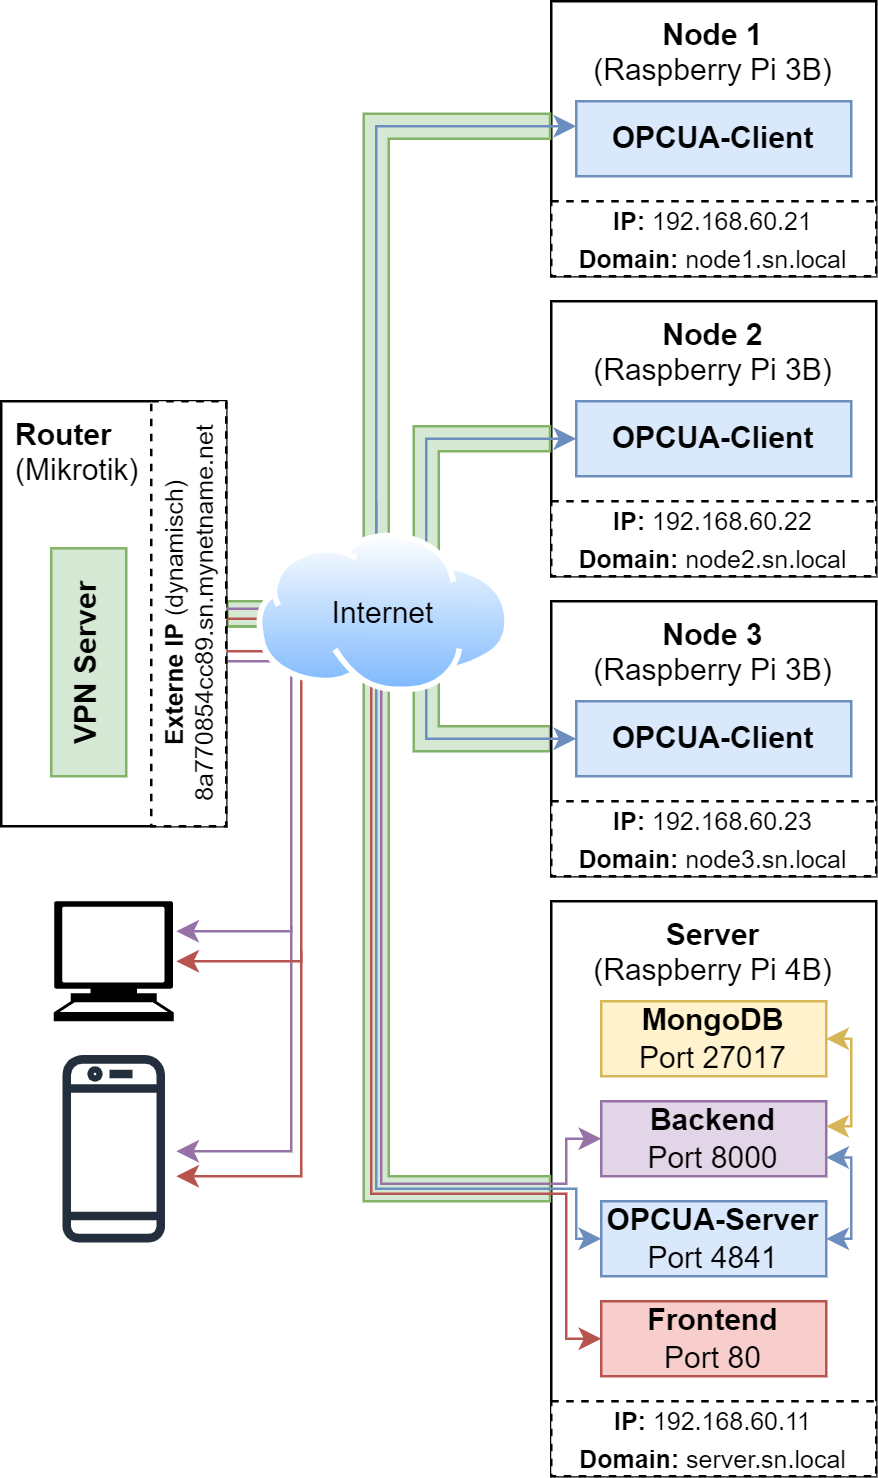 Node 1
(Raspberry Pi 3B)
OPCUA-Client
IP: 192.168.60.21
Domain: node1.sn.local
Node 2
(Raspberry Pi 3B)
OPCUA-Client
IP: 192.168.60.22
Domain: node2.sn.local
Router
(Mikrotik)
VPN Server
Externe IP (dynamisch)
8a770854cc89.sn.mynetname.net
Internet
Node 3
(Raspberry Pi 3B)
OPCUA-Client
IP: 192.168.60.23
Domain: node3.sn.local
Server
(Raspberry Pi 4B)
MongoDB
Port 27017
Backend
Port 8000
OPCUA-Server
Port 4841
Frontend
Port 80
IP: 192.168.60.11
Domain: server.sn.local